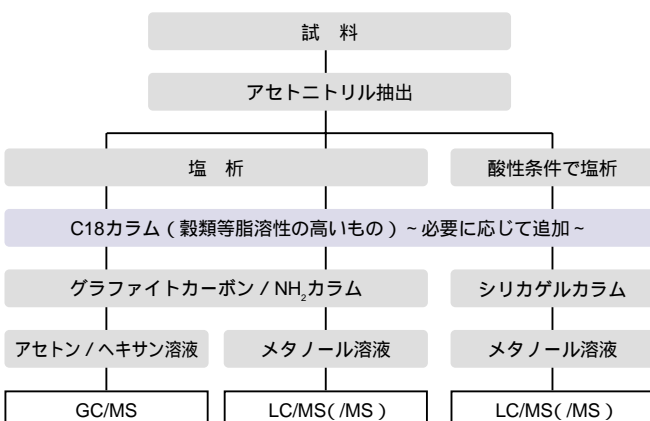 試 料
アセトニトリル抽出
塩 析
酸性条件で塩析
C18カラム ( 穀類等脂溶性の高いもの ) ~ 必要に応じて追加 ~
グラファイトカーボン / NH₂カラム
シリカゲルカラム
アセトン / ヘキサン溶液
メタノール溶液
メタノール溶液
GC/MS
LC/MS( /MS )
LC/MS( /MS )